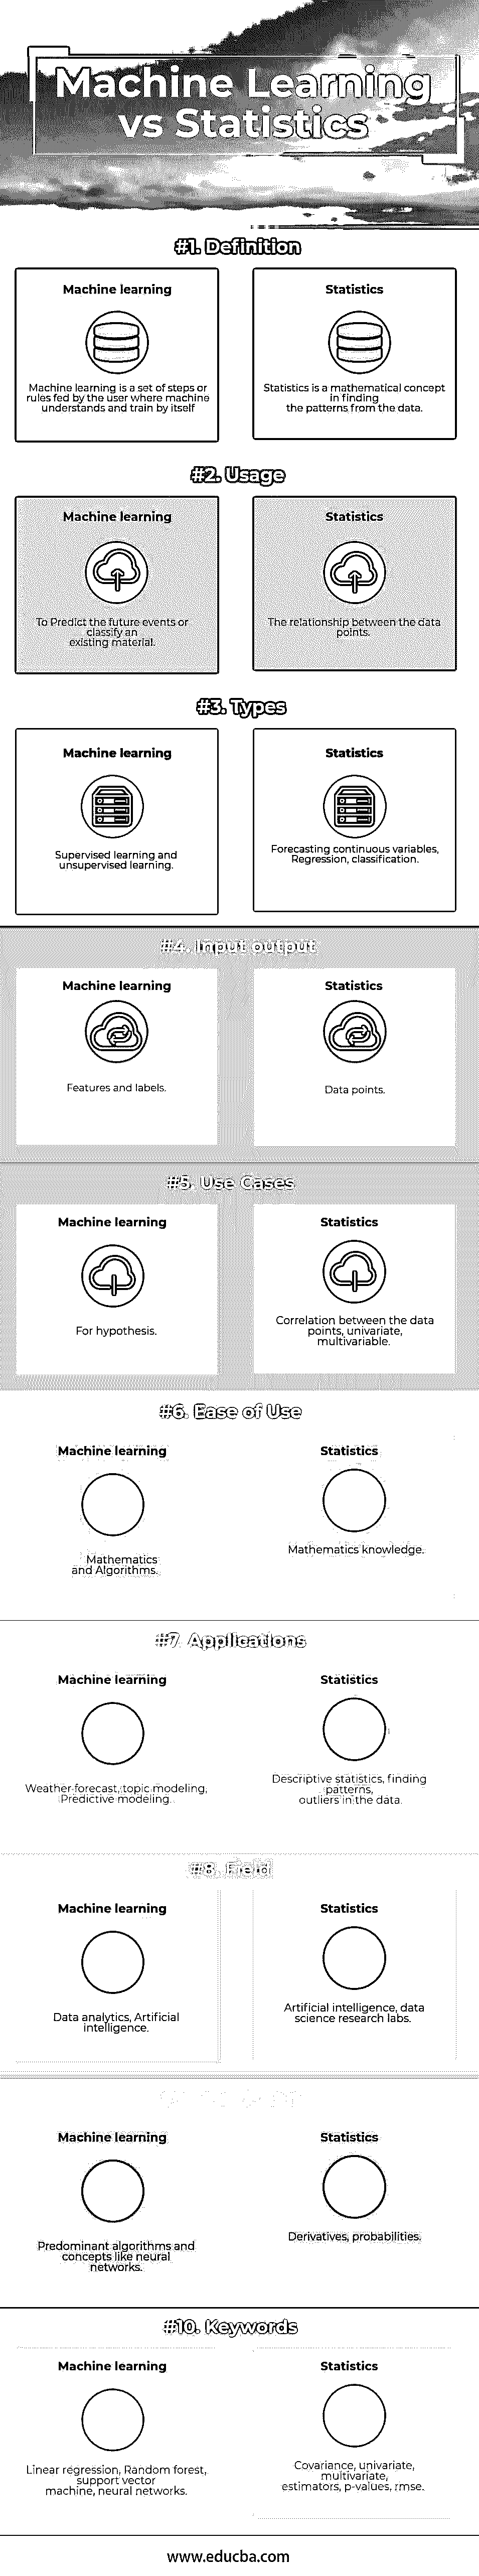 Machine Learning
vs Statistics
#1. Definition
Machine learning
Machine learning is a set of steps or
rules fed by the user where machine
understands and train by itself
Statistics
Statistics is a mathematical concept
in finding
the patterns from the data.
#2. Usage
Machine learning
To Predict the future events or
classify an
existing material.
Statistics
The relationship between the data
points.
#3. Types
Machine learning
Supervised learning and
unsupervised learning.
Statistics
Forecasting continuous variables,
Regression, classification.
#4. Input output
Machine learning
Features and labels.
Statistics
Data points.
#5. Use Cases
Machine learning
For hypothesis.
Statistics
Correlation between the data
points, univariate,
multivariable.
#6. Ease of Use
Machine learning
Mathematics
and Algorithms.
Statistics
Mathematics knowledge.
#7. Applications
Machine learning
Weather forecast, topic modeling,
Predictive modeling.
Statistics
Descriptive statistics, finding
patterns,
outliers in the data.
#8. Field
Machine learning
Data analytics, Artificial
intelligence.
Statistics
Artificial intelligence, data
science research labs.
Machine learning
Predominant algorithms and
concepts like neural
networks.
Statistics
Derivatives, probabilities.
#10. Keywords
Machine learning
Linear regression, Random forest,
support vector
machine, neural networks.
Statistics
Covariance, univariate,
multivariate,
estimators, p-values, rmse.
www.educba.com